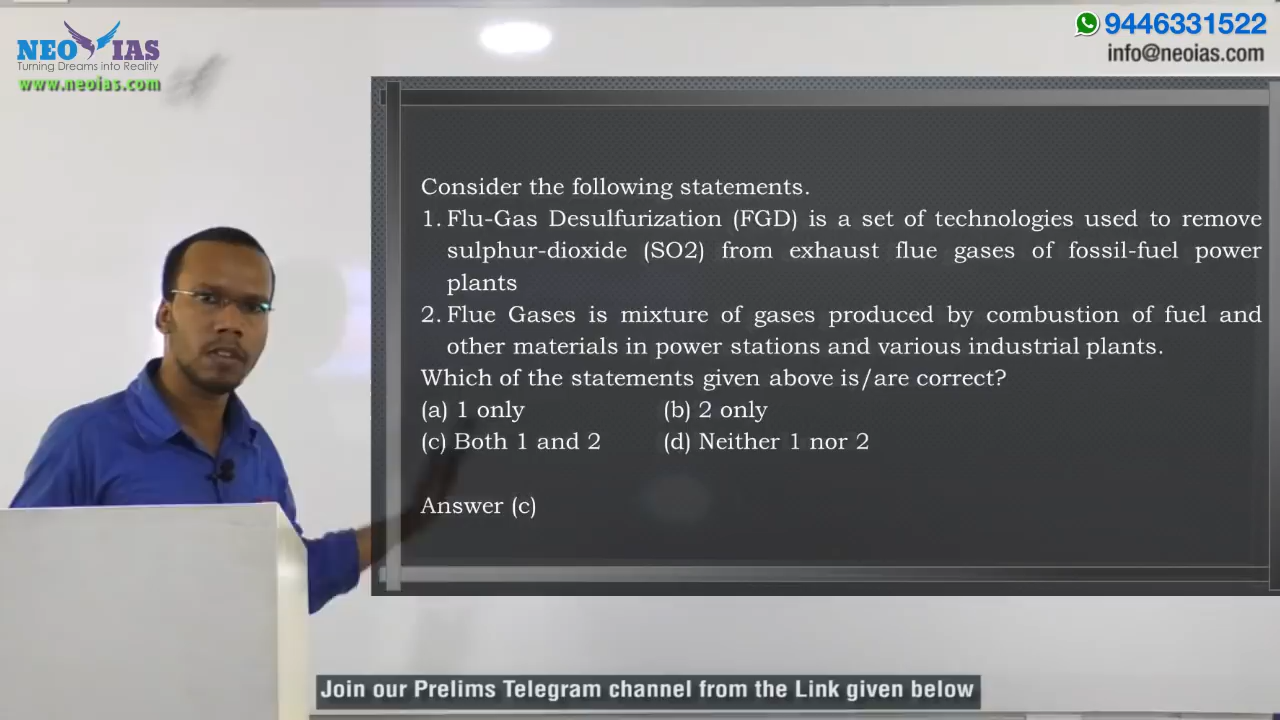 NEO IAS
Turning Dreams into Reality
www.neoias.com
9446331522
info@neoias.com
Consider the following statements.
1. Flu-Gas Desulfurization (FGD) is a set of technologies used to remove
sulphur-dioxide (SO2) from exhaust flue gases of fossil-fuel power
plants
2. Flue Gases is mixture of gases produced by combustion of fuel and
other materials in power stations and various industrial plants.
Which of the statements given above is/are correct?
(a) 1 only (b) 2 only
(c) Both 1 and 2 (d) Neither 1 nor 2
Answer (c)
Join our Prelims Telegram channel from the Link given below